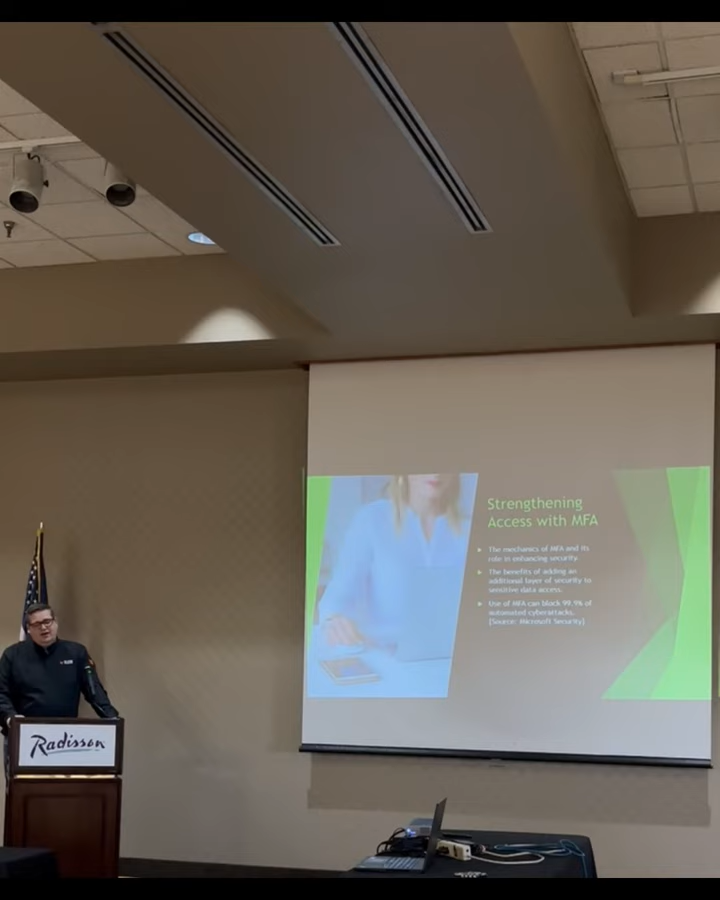 Strengthening
Access with MFA
The mechanics of MFA and its
role in enhancing security.
The benefits of adding an
additional layer of security to
sensitive data access.
Use of MFA can block 99.9% of
automated cyberattacks.
(Source: Microsoft Security)
Radisson